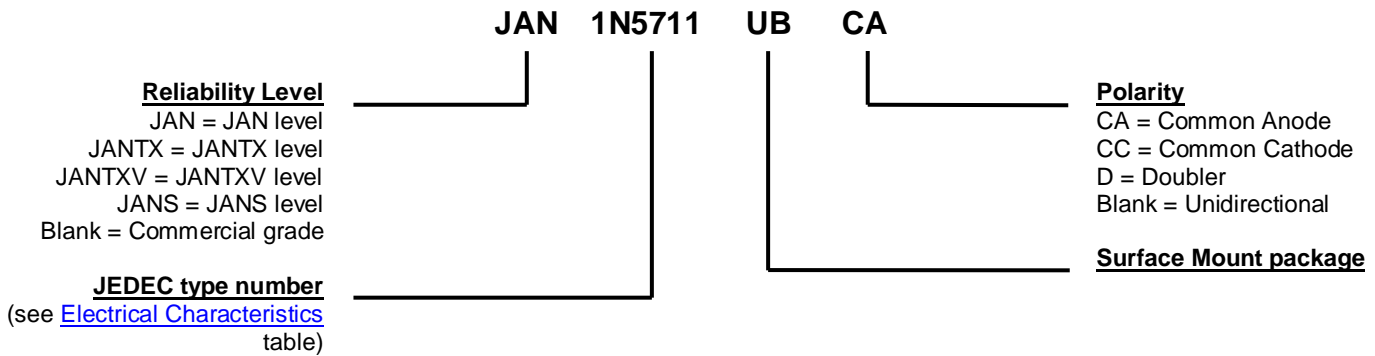 JAN 1N5711 UB CA
Reliability Level
JAN = JAN level
JANTX = JANTX level
JANTXV = JANTXV level
JANS = JANS level
Blank = Commercial grade
JEDEC type number
(see Electrical Characteristics
table)
Polarity
CA = Common Anode
CC = Common Cathode
D = Doubler
Blank = Unidirectional
Surface Mount package